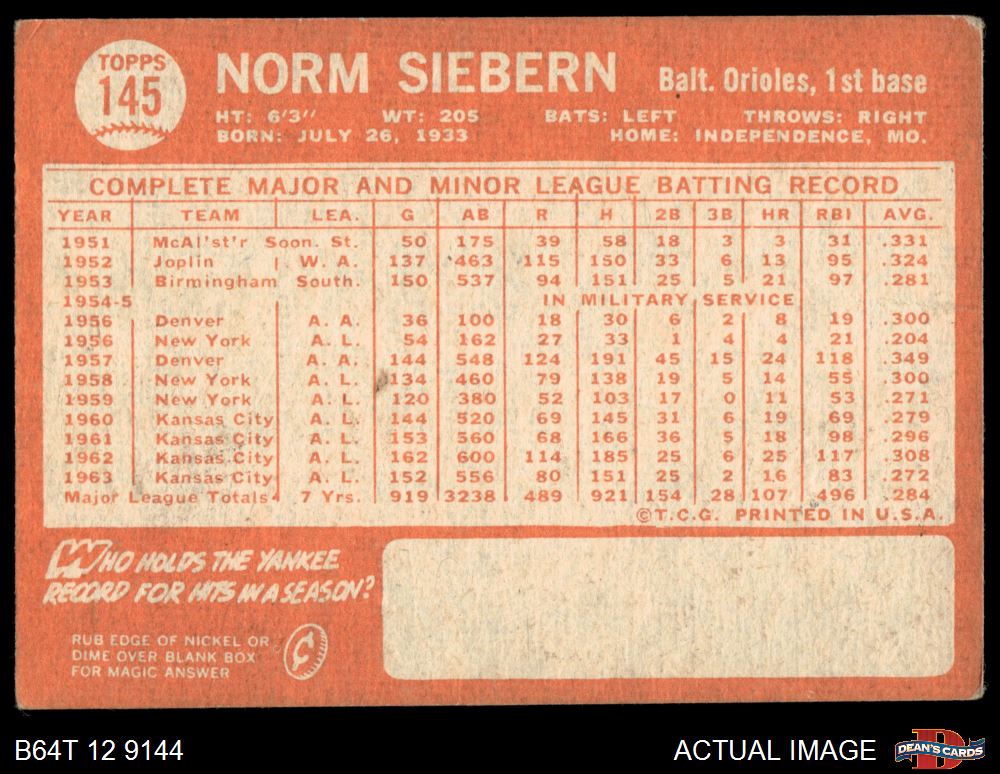 TOPPS
145
NORM SIEBERN Balt. Orioles, 1st base
HT: 6'3" WT: 205 BATS: LEFT THROWS: RIGHT
BORN: JULY 26, 1933 HOME: INDEPENDENCE, MO.
COMPLETE MAJOR AND MINOR LEAGUE BATTING RECORD
YEAR TEAM LEA. G AB R H 2B 3B HR RBI AVG.
1951 McAl'st'r Soon. St. 50 175 39 58 18 3 3 31 .331
1952 Joplin W. A. 137 463 115 150 33 6 13 95 .324
1953 Birmingham South. 150 537 94 151 25 5 21 97 .281
1954-5 IN MILITARY SERVICE
1956 Denver A. A. 36 100 18 30 6 2 8 19 .300
1956 New York A. L. 54 162 27 33 1 4 4 21 .204
1957 Denver A. A. 144 548 124 191 45 15 24 118 .349
1958 New York A. L. 134 460 79 138 19 5 14 55 .300
1959 New York A. L. 120 380 52 103 17 0 11 53 .271
1960 Kansas City A. L. 144 520 69 145 31 6 19 69 .279
1961 Kansas City A. L. 153 560 68 166 36 5 18 98 .296
1962 Kansas City A. L. 162 600 114 185 25 6 25 117 .308
1963 Kansas City A. L. 152 556 80 151 25 2 16 83 .272
Major League Totals 7 Yrs. 919 3238 489 921 154 28 107 496 .284
©T.C.G. PRINTED IN U.S.A.
WHO HOLDS THE YANKEE
RECORD FOR HITS IN A SEASON?
RUB EDGE OF NICKEL OR
DIME OVER BLANK BOX
FOR MAGIC ANSWER
¢
B64T 12 9144
ACTUAL IMAGE
D
DEAN'S CARDS